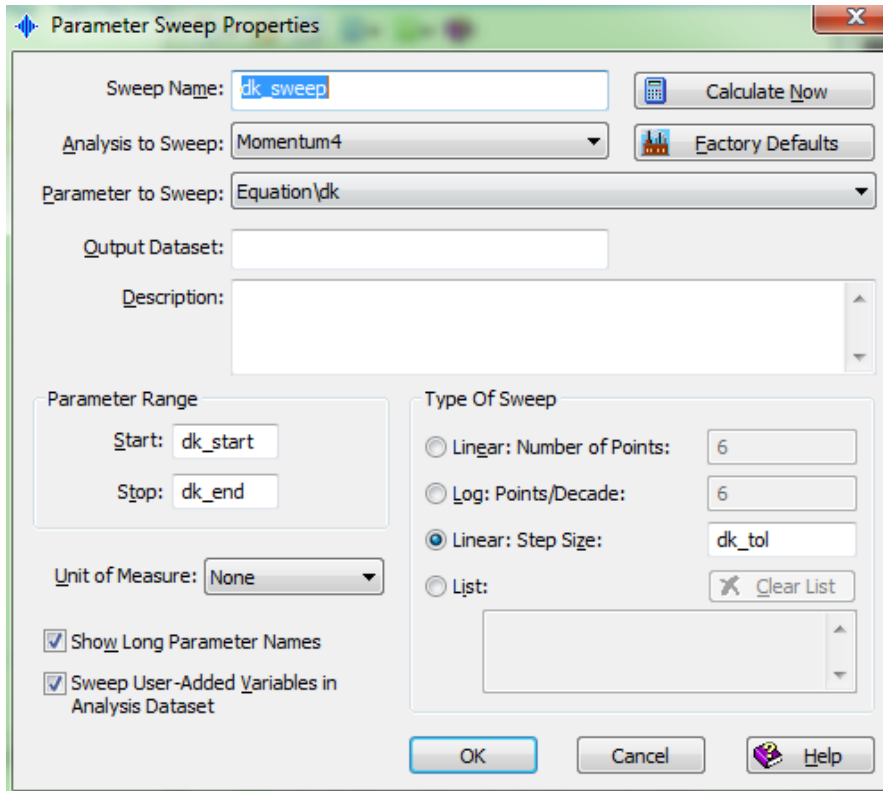 Parameter Sweep Properties
x
Sweep Name: dk_sweep
Calculate Now
Analysis to Sweep: Momentum4
Factory Defaults
Parameter to Sweep: Equation\dk
Output Dataset:
Description:
Parameter Range
Start: dk_start
Stop: dk_end
Unit of Measure: None
Show Long Parameter Names
Sweep User-Added Variables in
Analysis Dataset
Type Of Sweep
Linear: Number of Points: 6
Log: Points/Decade: 6
Linear: Step Size: dk_tol
List:
Clear List
OK
Cancel
Help